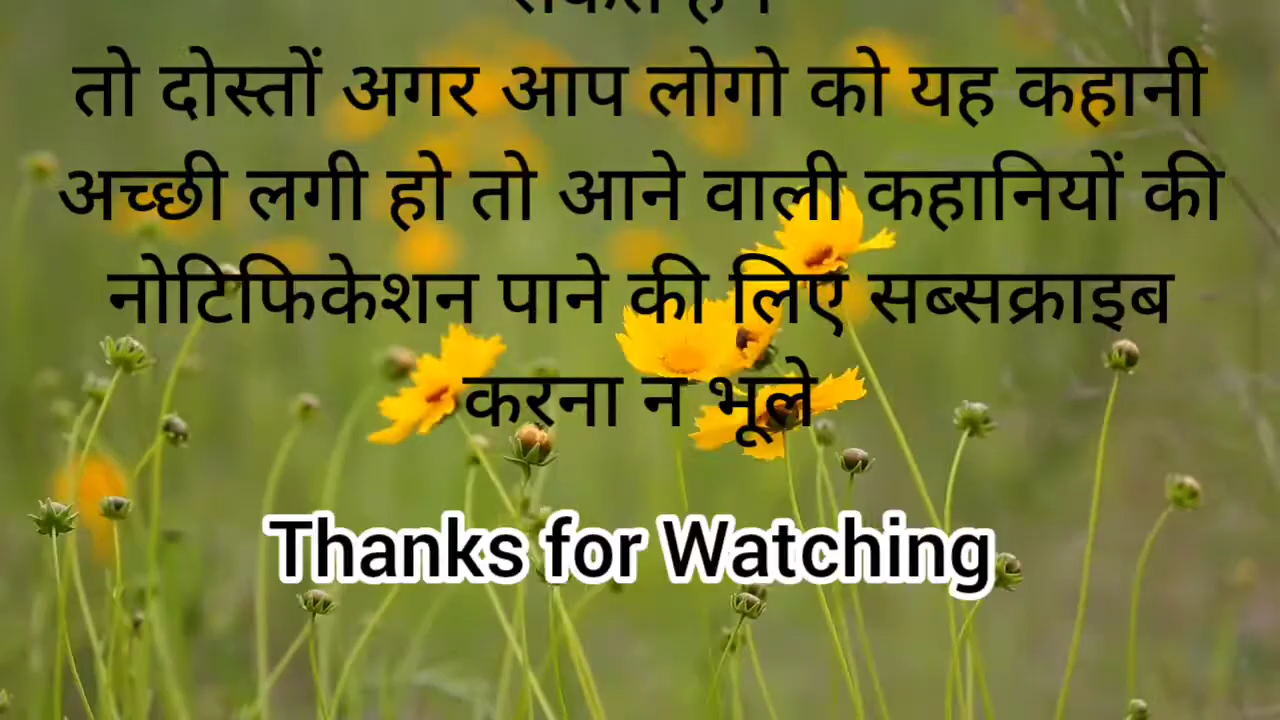 तो दोस्तों अगर आप लोगो को यह कहानी
अच्छी लगी हो तो आने वाली कहानियों की
नोटिफिकेशन पाने की लिए सब्सक्राइब
करना न भूले
Thanks for Watching